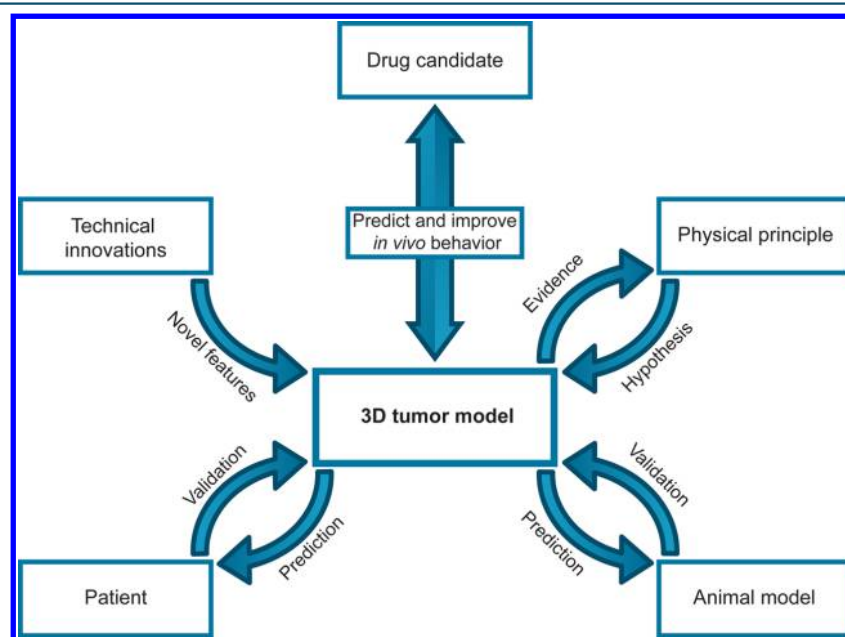 Drug candidate
Technical
innovations
Predict and improve
in vivo behavior
Physical principle
Evidence
Novel features
Hypothesis
3D tumor model
Validation
Validation
Prediction
Prediction
Patient
Animal model